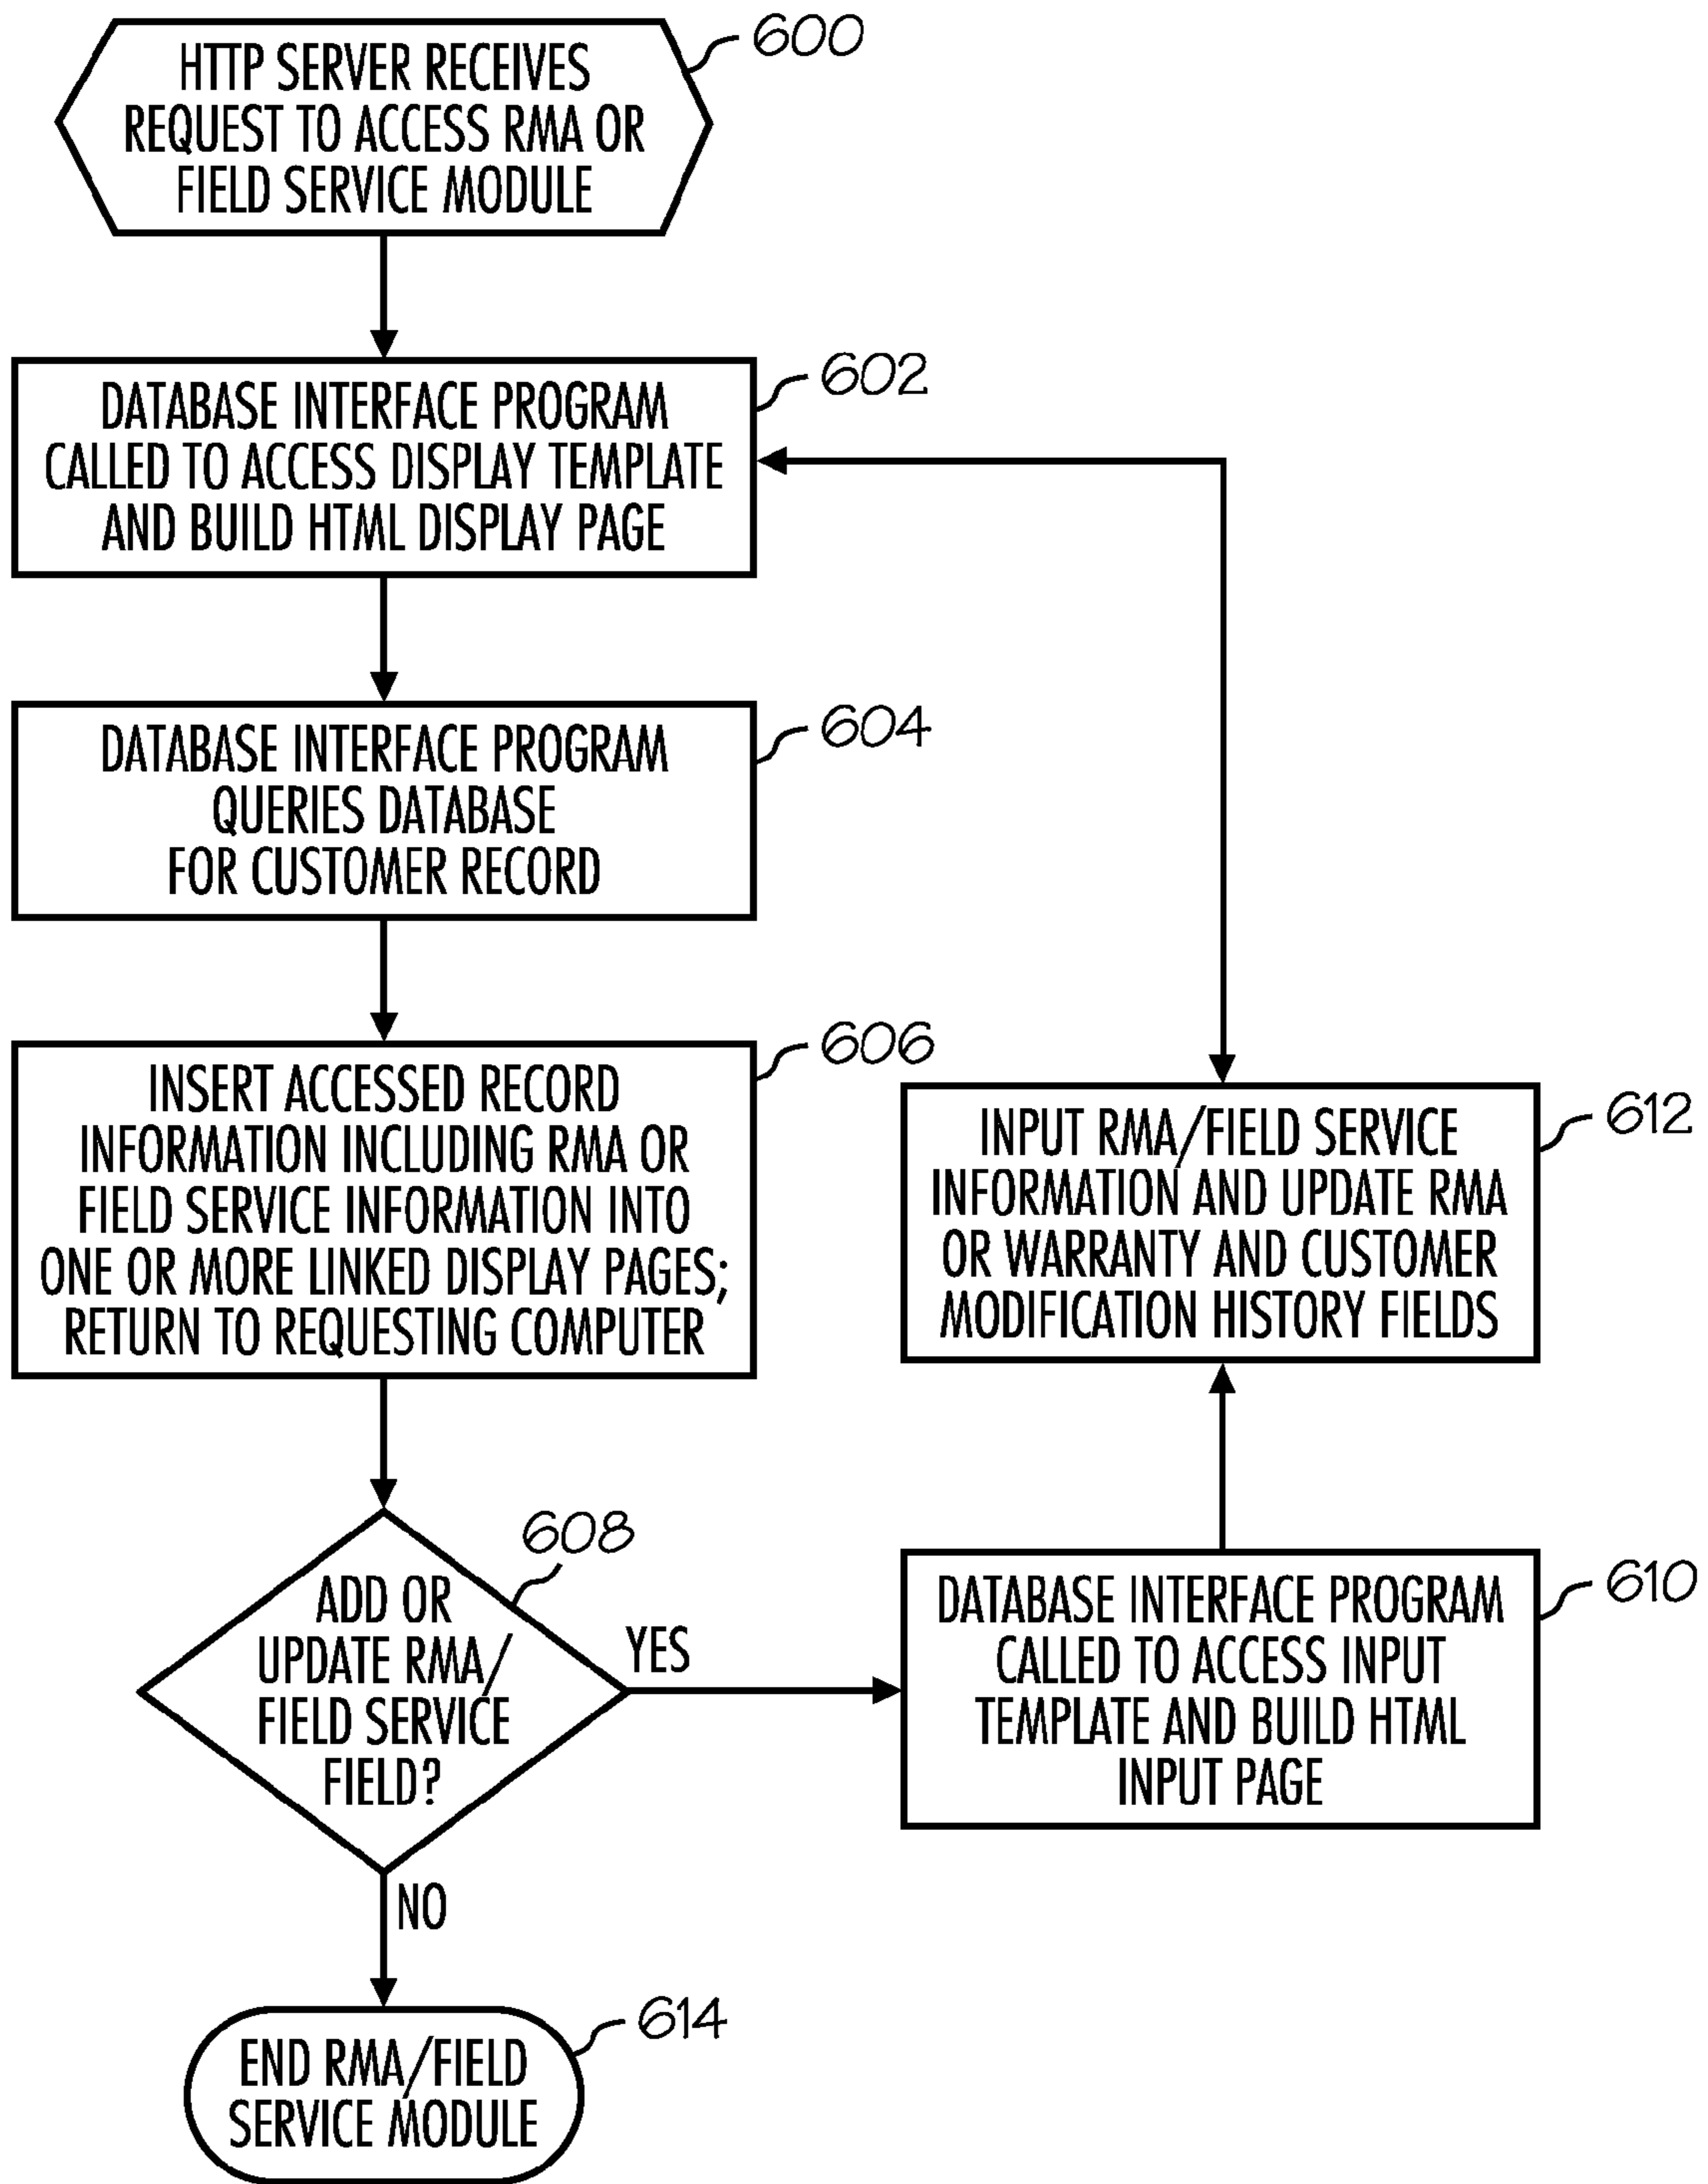 HTTP SERVER RECEIVES
REQUEST TO ACCESS RMA OR
FIELD SERVICE MODULE
600
DATABASE INTERFACE PROGRAM
CALLED TO ACCESS DISPLAY TEMPLATE
AND BUILD HTML DISPLAY PAGE
602
DATABASE INTERFACE PROGRAM
QUERIES DATABASE
FOR CUSTOMER RECORD
604
INSERT ACCESSED RECORD
INFORMATION INCLUDING RMA OR
FIELD SERVICE INFORMATION INTO
ONE OR MORE LINKED DISPLAY PAGES;
RETURN TO REQUESTING COMPUTER
606
ADD OR
UPDATE RMA/
FIELD SERVICE
FIELD?
608
YES
NO
DATABASE INTERFACE PROGRAM
CALLED TO ACCESS INPUT
TEMPLATE AND BUILD HTML
INPUT PAGE
610
INPUT RMA/FIELD SERVICE
INFORMATION AND UPDATE RMA
OR WARRANTY AND CUSTOMER
MODIFICATION HISTORY FIELDS
612
END RMA/FIELD
SERVICE MODULE
614